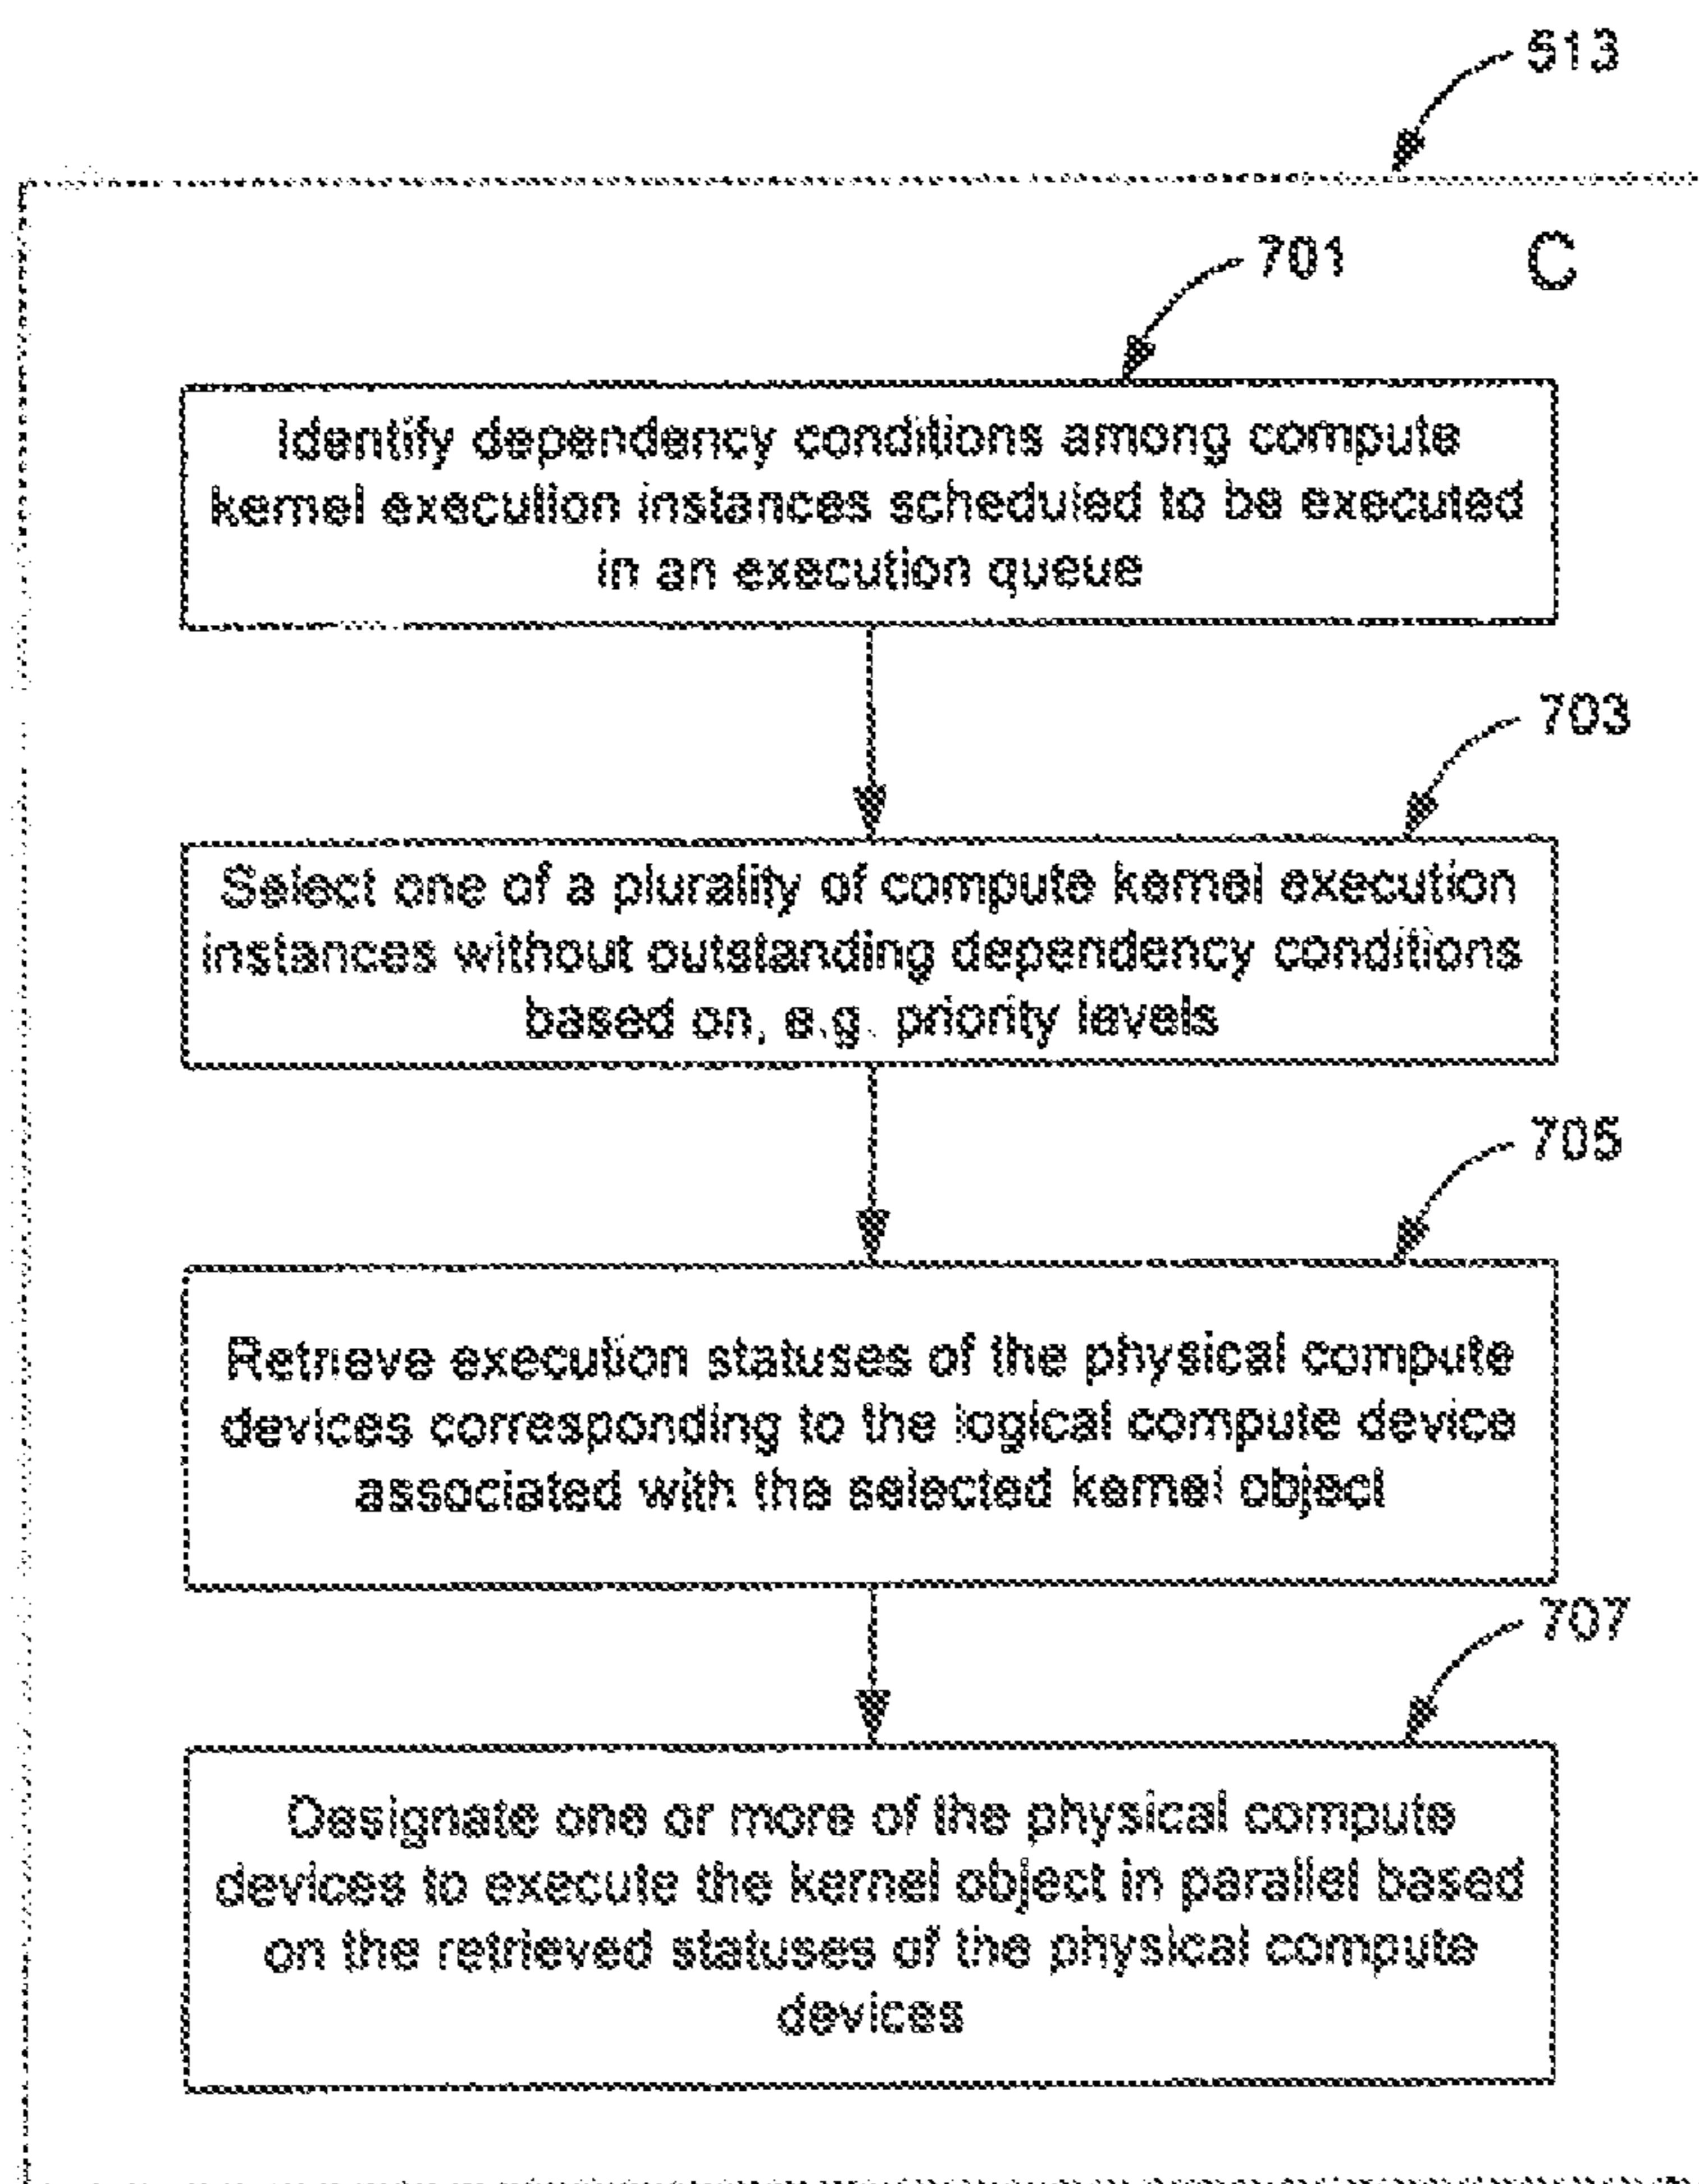 513
C
701
Identify dependency conditions among compute
kernel execution instances scheduled to be executed
in an execution queue
703
Select one of a plurality of compute kernel execution
instances without outstanding dependency conditions
based on, e.g. priority levels
705
Retrieve execution statuses of the physical compute
devices corresponding to the logical compute device
associated with the selected kernel object
707
Designate one or more of the physical compute
devices to execute the kernel object in parallel based
on the retrieved statuses of the physical compute
devices